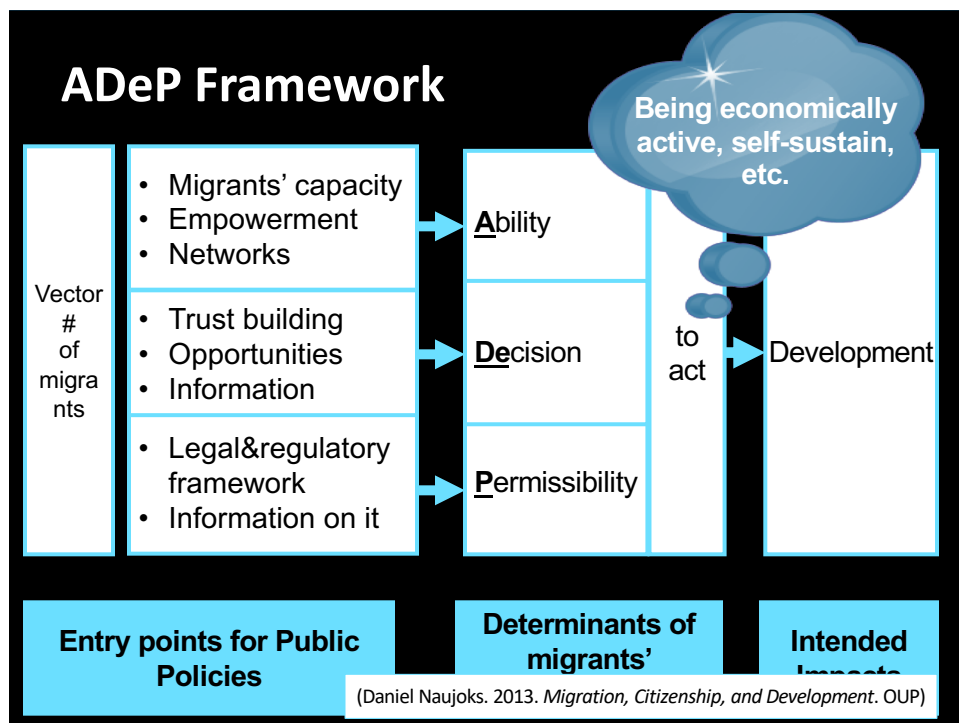 ADeP Framework
Being economically
active, self-sustain,
etc.
Vector
#
of
migra
nts
• Migrants' capacity
• Empowerment
• Networks
• Trust building
• Opportunities
• Information
• Legal&regulatory
framework
• Information on it
Ability
Decision
Permissibility
to
act
Development
Entry points for Public
Policies
Determinants of
migrants'
Intended
Impacts
(Daniel Naujoks. 2013. Migration, Citizenship, and Development. OUP)